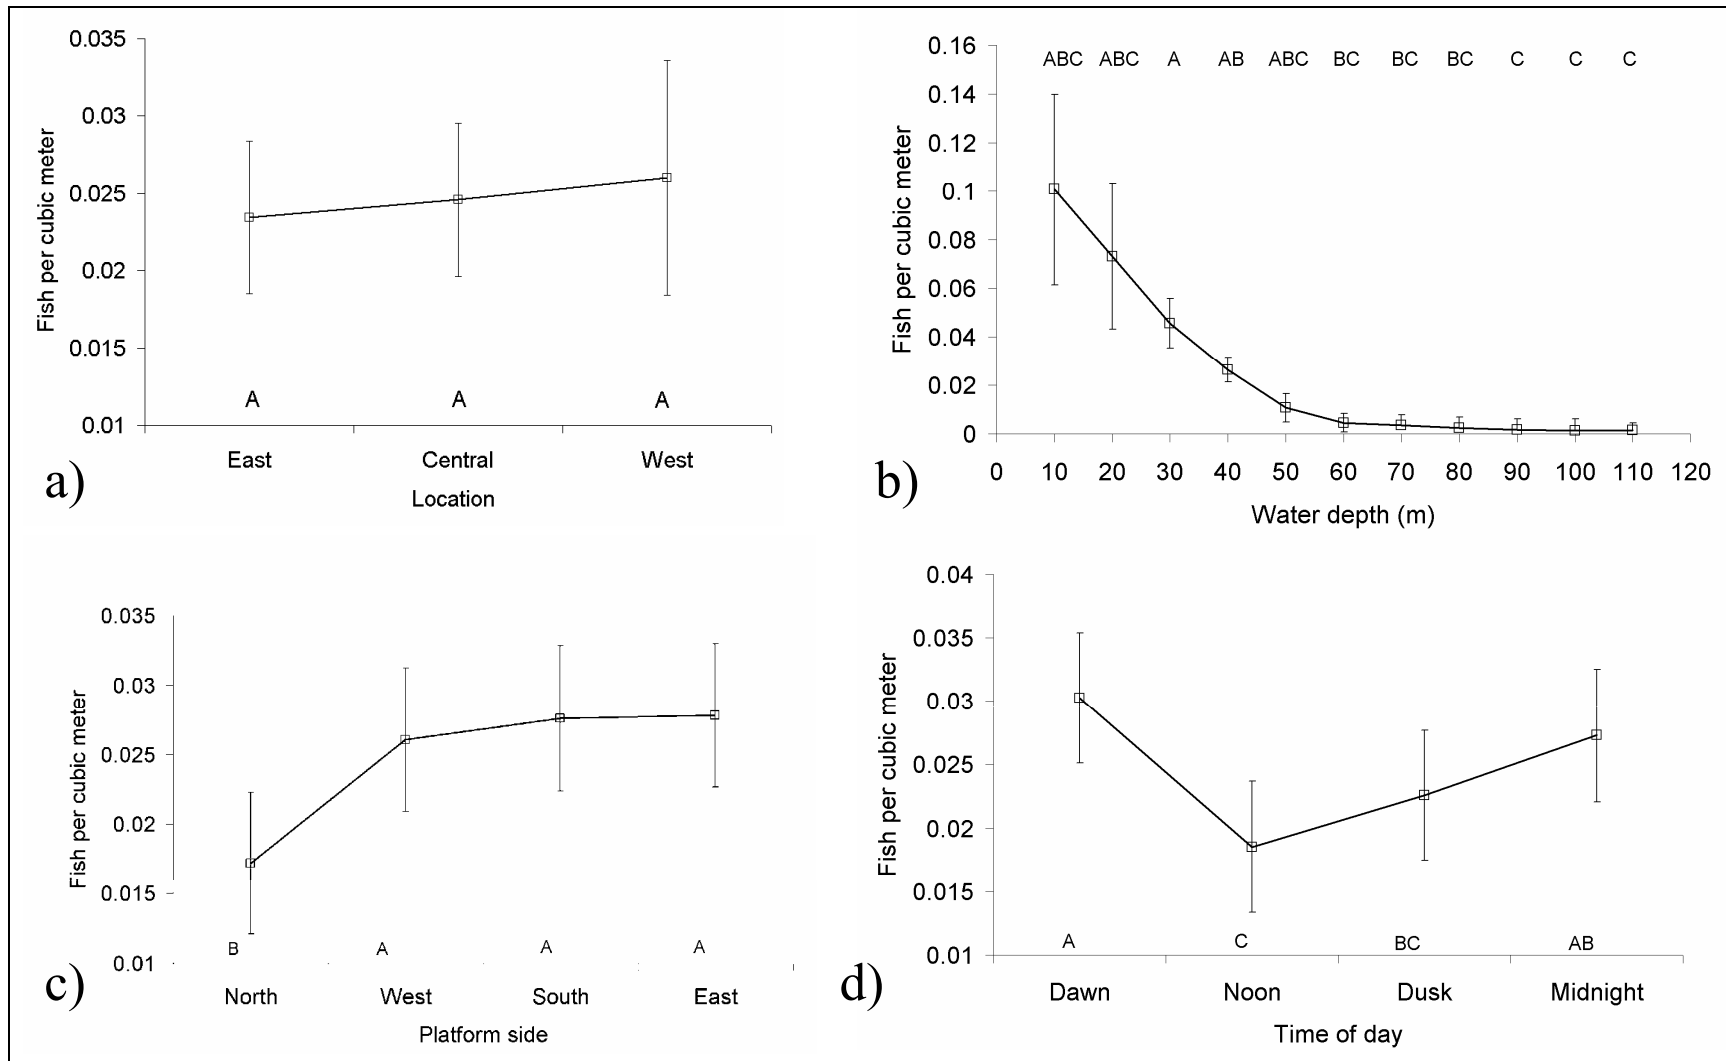 0.035
0.03
0.025
0.02
0.015
0.01
Fish per cubic meter
A A A
East Central West
Location
a)
0.16
0.14
0.12
0.1
0.08
0.06
0.04
0.02
0
Fish per cubic meter
ABC ABC A AB ABC BC BC BC C C C
0 10 20 30 40 50 60 70 80 90 100 110 120
Water depth (m)
b)
0.035
0.03
0.025
0.02
0.015
0.01
Fish per cubic meter
B A A A
North West South East
Platform side
c)
0.04
0.035
0.03
0.025
0.02
0.015
0.01
Fish per cubic meter
A C BC AB
Dawn Noon Dusk Midnight
Time of day
d)